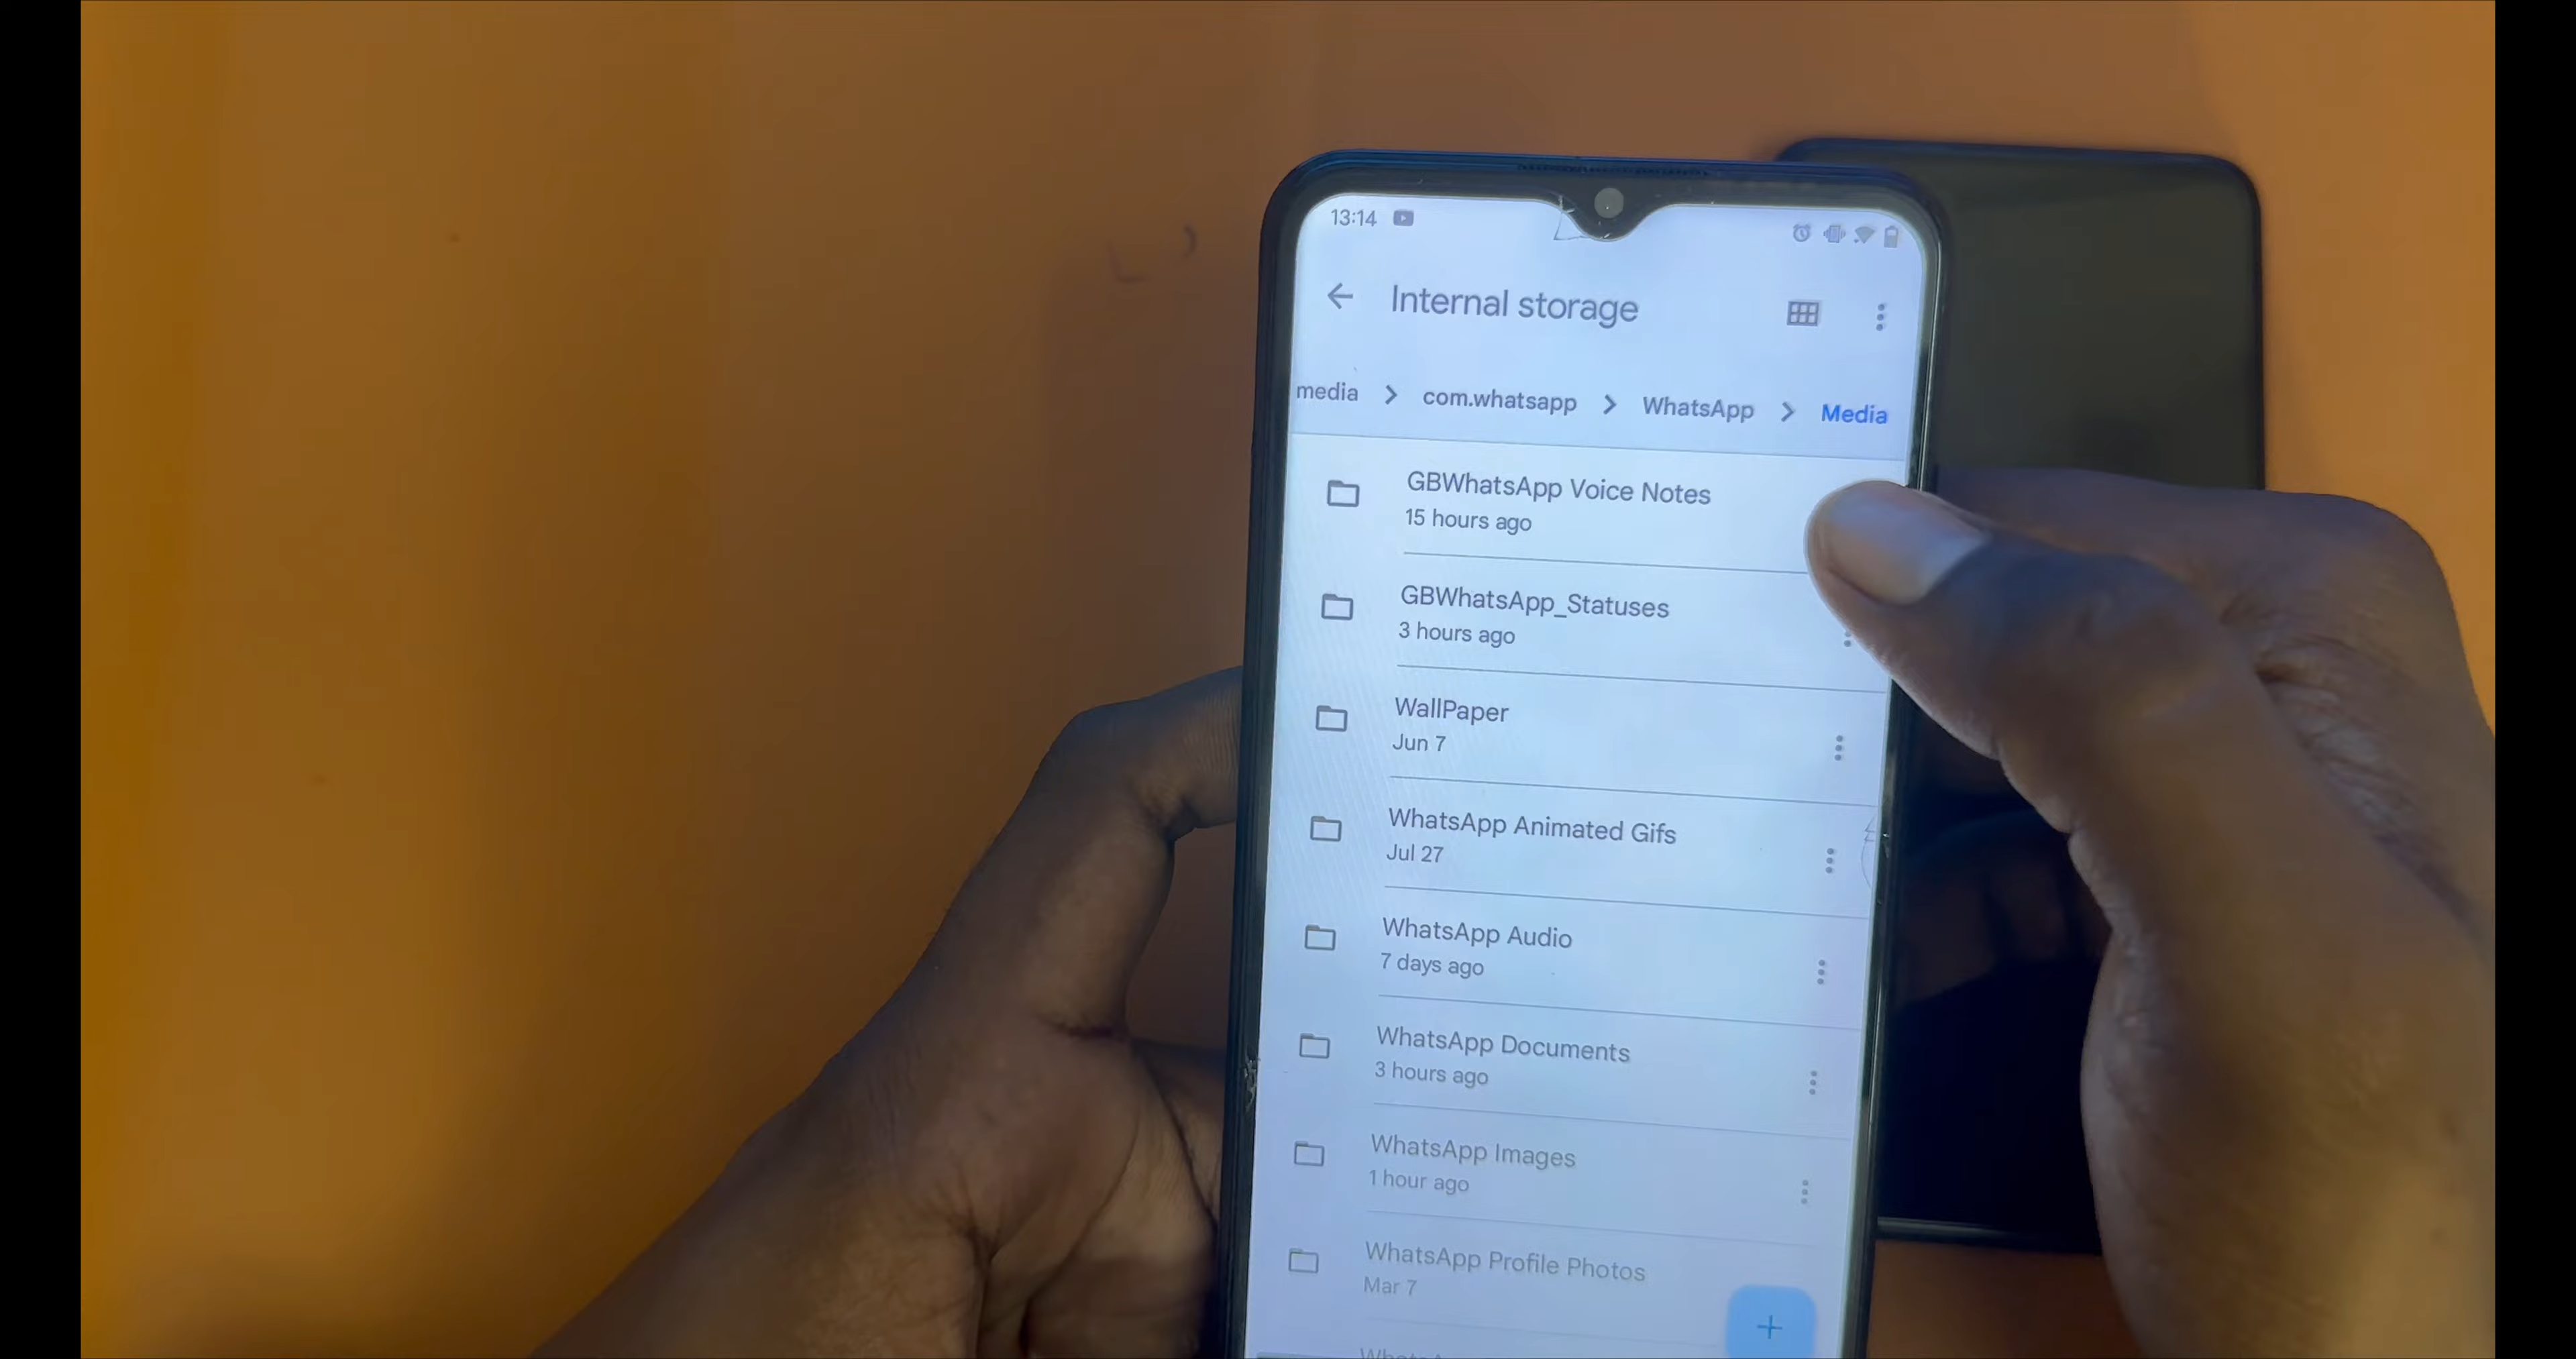 13:14
Internal storage
media > com.whatsapp > WhatsApp > Media
GBWhatsApp Voice Notes
15 hours ago
GBWhatsApp_Statuses
3 hours ago
WallPaper
Jun 7
WhatsApp Animated Gifs
Jul 27
WhatsApp Audio
7 days ago
WhatsApp Documents
3 hours ago
WhatsApp Images
1 hour ago
WhatsApp Profile Photos
Mar 7